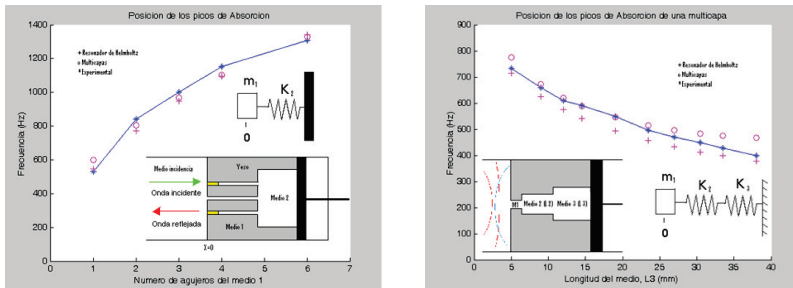 Posicion de los picos de Absorcion
1400
1200
1000
800
600
400
200
0
Frecuencia (Hz)
+ Resonador de Helmholtz
o Multicapas
* Experimental
m1
K2
0
Medio incidencia
Onda incidente
Onda reflejada
Yeso
Medio 1
Medio 2
X=0
0 1 2 3 4 5 6 7
Numero de agujeros del medio 1
Posicion de los picos de Absorcion de una multicapa
900
800
700
600
500
400
300
200
100
0
Frecuencia (Hz)
+ Resonador de Helmholtz
o Multicapas
* Experimental
m1
K2
K3
0
M1
Medio 2 (L2)
Medio 3 (L3)
0 5 10 15 20 25 30 35 40
Longitud del medio, L3 (mm)